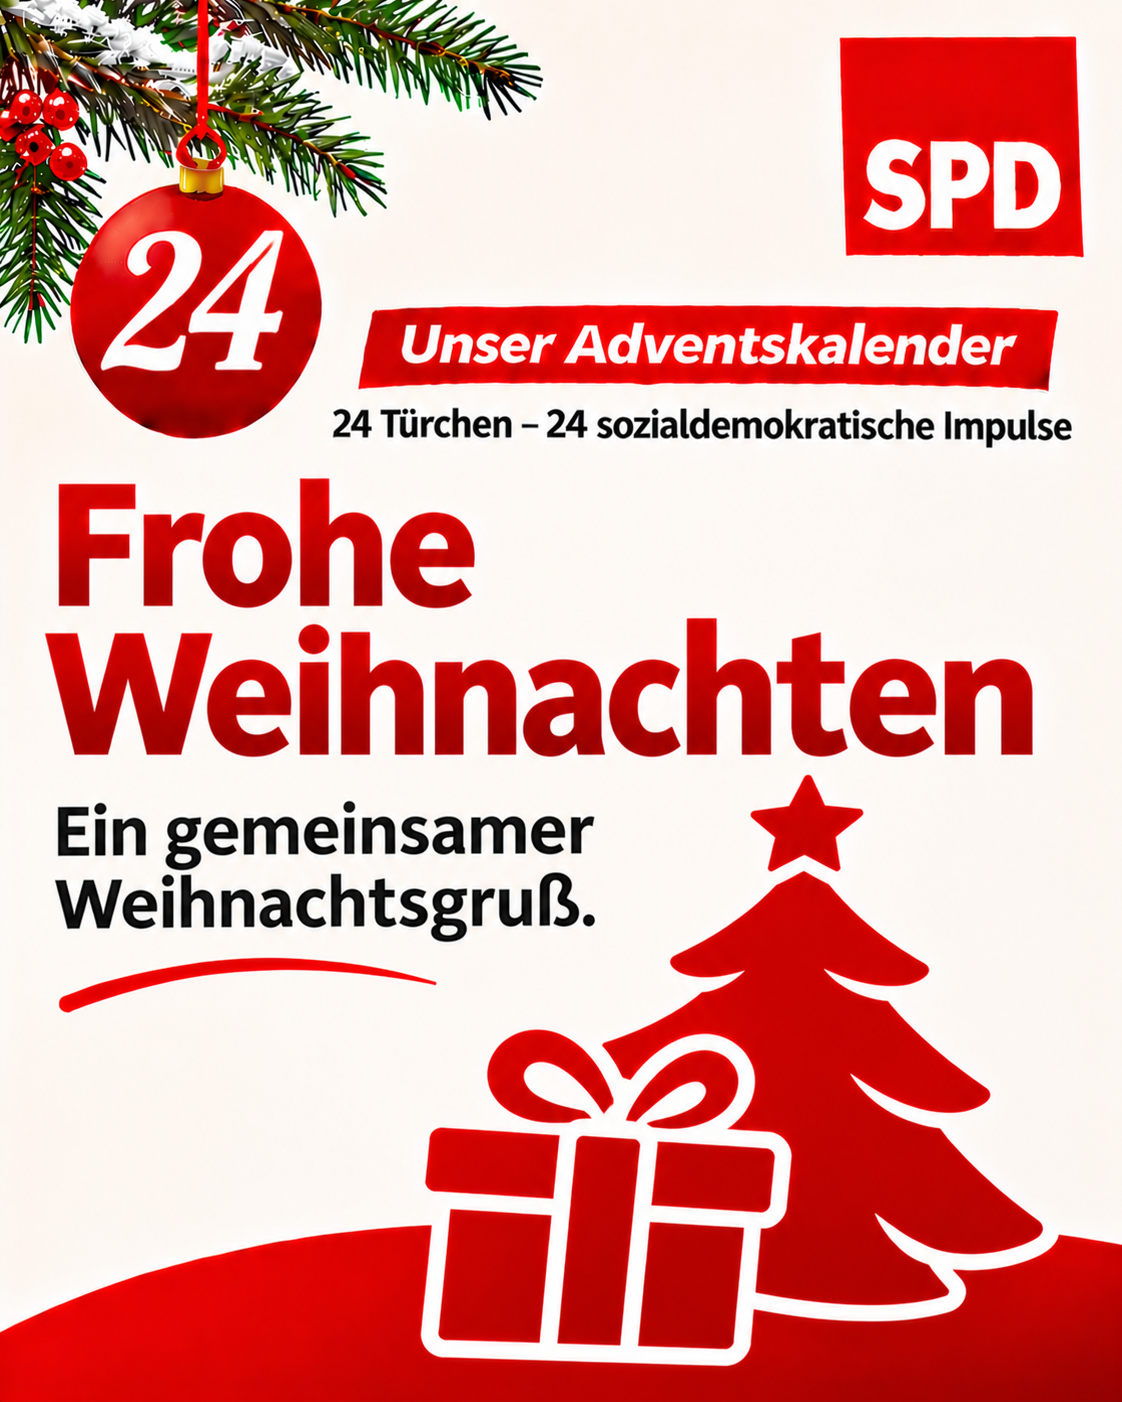 SPD
24
Unser Adventskalender
24 Türchen – 24 sozialdemokratische Impulse
Frohe
Weihnachten
Ein gemeinsamer
Weihnachtsgruß.